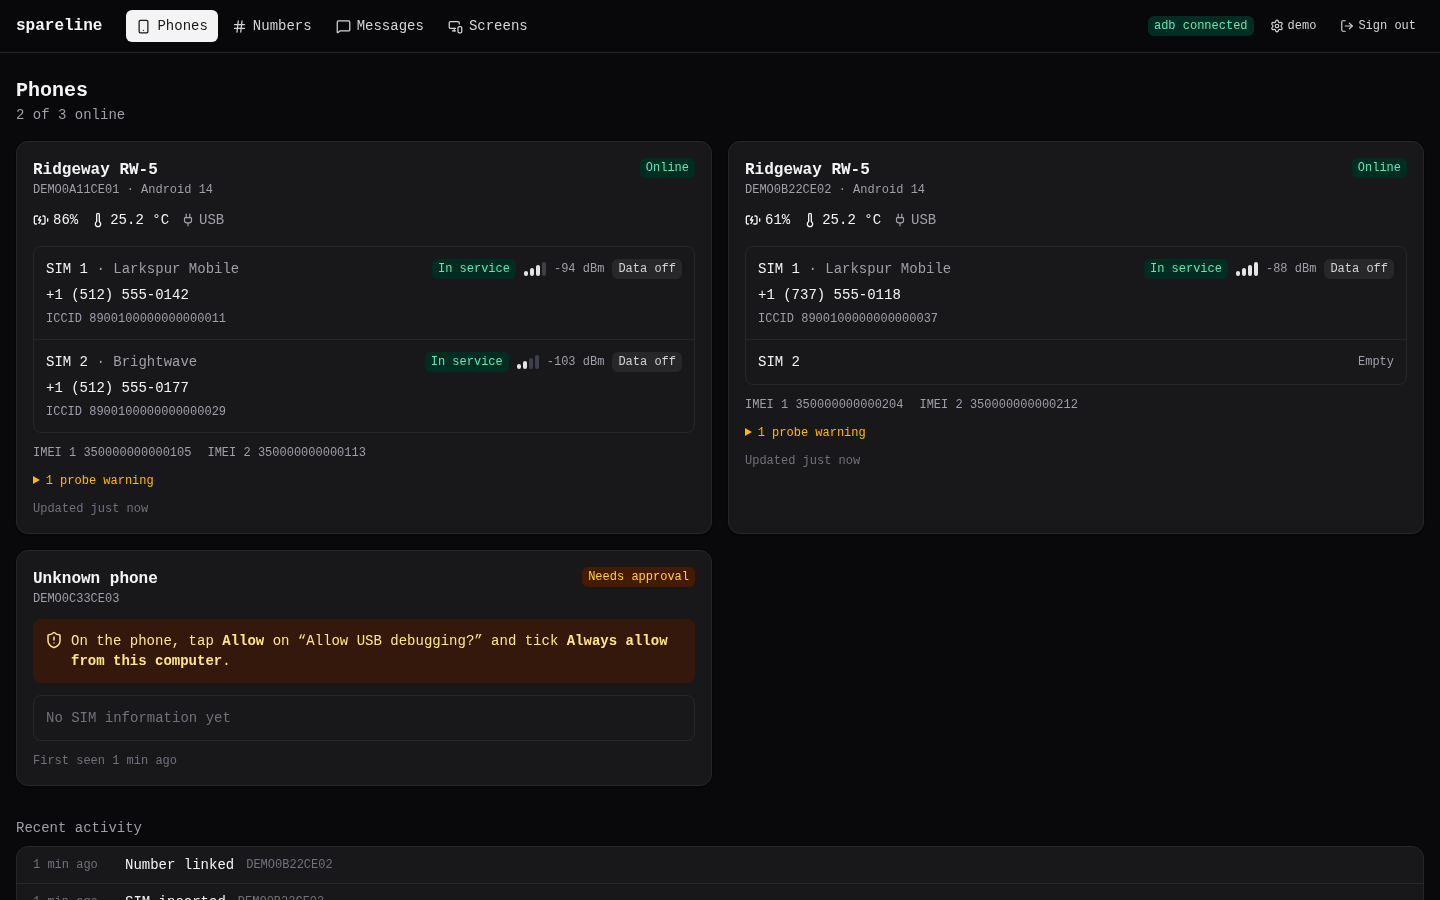 spareline
Phones
Numbers
Messages
Screens
adb connected
demo
Sign out
Phones
2 of 3 online
Ridgeway RW-5
Online
DEMO0A11CE01 · Android 14
86% 25.2 °C USB
SIM 1 · Larkspur Mobile
In service -94 dBm Data off
+1 (512) 555-0142
ICCID 8900100000000000011
SIM 2 · Brightwave
In service -103 dBm Data off
+1 (512) 555-0177
ICCID 8900100000000000029
IMEI 1 350000000000105 IMEI 2 350000000000113
1 probe warning
Updated just now
Ridgeway RW-5
Online
DEMO0B22CE02 · Android 14
61% 25.2 °C USB
SIM 1 · Larkspur Mobile
In service -88 dBm Data off
+1 (737) 555-0118
ICCID 8900100000000000037
SIM 2
Empty
IMEI 1 350000000000204 IMEI 2 350000000000212
1 probe warning
Updated just now
Unknown phone
Needs approval
DEMO0C33CE03
On the phone, tap Allow on “Allow USB debugging?” and tick Always allow
from this computer.
No SIM information yet
First seen 1 min ago
Recent activity
1 min ago Number linked DEMO0B22CE02
1 min ago SIM inserted DEMO0B22CE02